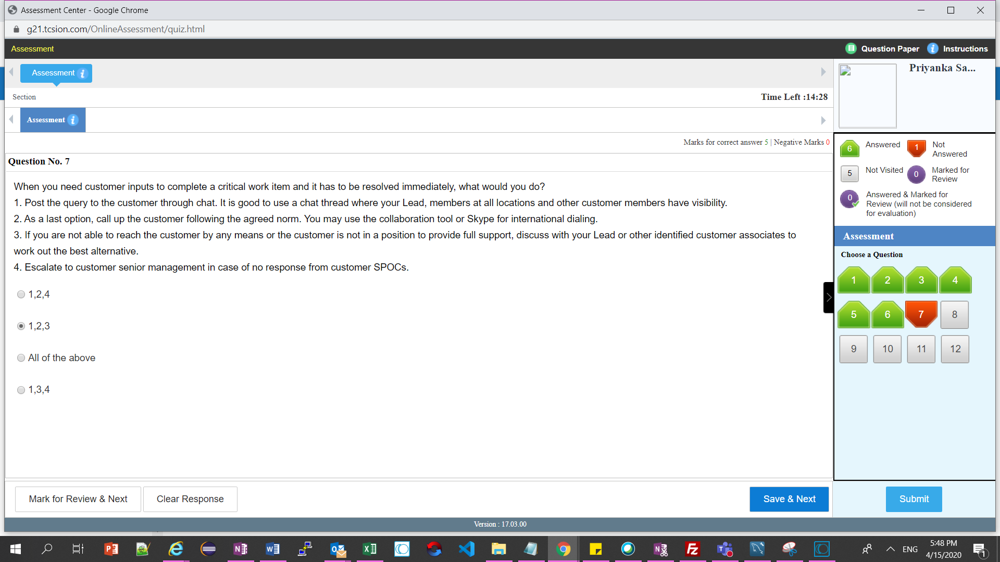 Assessment Center - Google Chrome
g21.tcsion.com/OnlineAssessment/quiz.html
Assessment
Question Paper
Instructions
Assessment
Priyanka Sa...
Section
Time Left :14:28
Assessment
Marks for correct answer 5 | Negative Marks 0
Question No. 7
When you need customer inputs to complete a critical work item and it has to be resolved immediately, what would you do?
1. Post the query to the customer through chat. It is good to use a chat thread where your Lead, members at all locations and other customer members have visibility.
2. As a last option, call up the customer following the agreed norm. You may use the collaboration tool or Skype for international dialing.
3. If you are not able to reach the customer by any means or the customer is not in a position to provide full support, discuss with your Lead or other identified customer associates to
work out the best alternative.
4. Escalate to customer senior management in case of no response from customer SPOCs.
1,2,4
1,2,3
All of the above
1,3,4
6 Answered
1 Not
Answered
5 Not Visited
0 Marked for
Review
0 Answered & Marked for
Review (will not be considered
for evaluation)
Assessment
Choose a Question
1 2 3 4
5 6 7 8
9 10 11 12
Mark for Review & Next
Clear Response
Save & Next
Submit
Version : 17.03.00
ENG
5:48 PM
4/15/2020
1